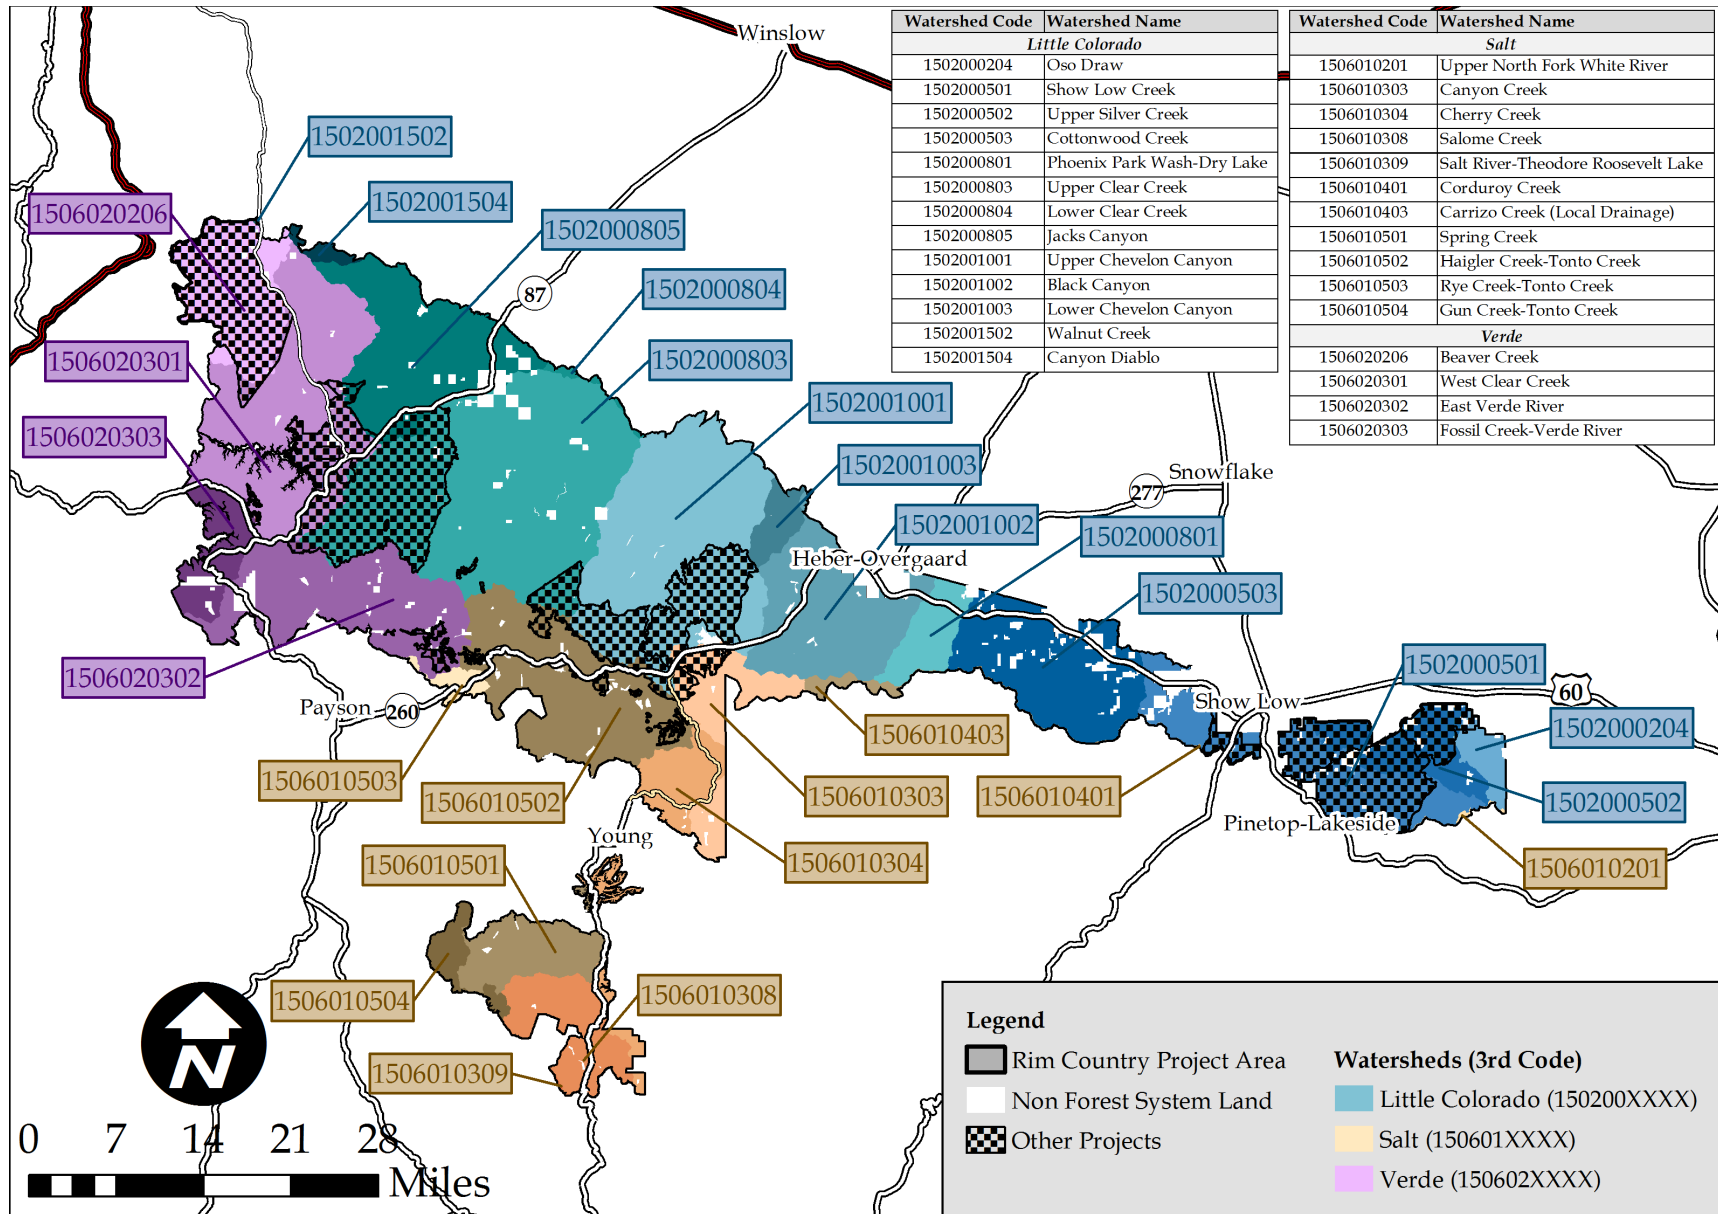 Winslow
Watershed Code Watershed Name
Little Colorado
1502000204 Oso Draw
1502000501 Show Low Creek
1502000502 Upper Silver Creek
1502000503 Cottonwood Creek
1502000801 Phoenix Park Wash-Dry Lake
1502000803 Upper Clear Creek
1502000804 Lower Clear Creek
1502000805 Jacks Canyon
1502001001 Upper Chevelon Canyon
1502001002 Black Canyon
1502001003 Lower Chevelon Canyon
1502001502 Walnut Creek
1502001504 Canyon Diablo
Watershed Code Watershed Name
Salt
1506010201 Upper North Fork White River
1506010303 Canyon Creek
1506010304 Cherry Creek
1506010308 Salome Creek
1506010309 Salt River-Theodore Roosevelt Lake
1506010401 Corduroy Creek
1506010403 Carrizo Creek (Local Drainage)
1506010501 Spring Creek
1506010502 Haigler Creek-Tonto Creek
1506010503 Rye Creek-Tonto Creek
1506010504 Gun Creek-Tonto Creek
Verde
1506020206 Beaver Creek
1506020301 West Clear Creek
1506020302 East Verde River
1506020303 Fossil Creek-Verde River
1502001502
1502001504
1506020206
1502000805
87
1502000804
1506020301
1502000803
1502001001
1506020303
1502001003
Snowflake
277
1502001002
1502000801
Heber-Overgaard
1502000503
1506020302
1502000501
60
Payson
260
Show Low
1502000204
1506010403
1506010503
1506010502
1506010303
1506010401
1502000502
Pinetop-Lakeside
Young
1506010501
1506010304
1506010201
1506010504
1506010308
1506010309
N
0 7 14 21 28
Miles
Legend
Rim Country Project Area
Non Forest System Land
Other Projects
Watersheds (3rd Code)
Little Colorado (150200XXXX)
Salt (150601XXXX)
Verde (150602XXXX)